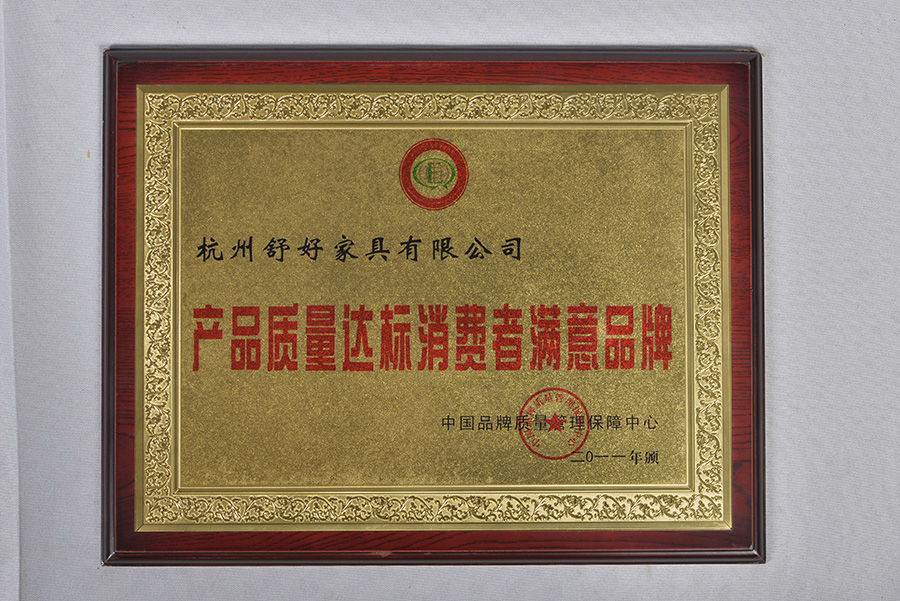 杭州舒好家具有限公司
产品质量达标消费者满意品牌
中国品牌质量管理保障中心
二〇一一年颁